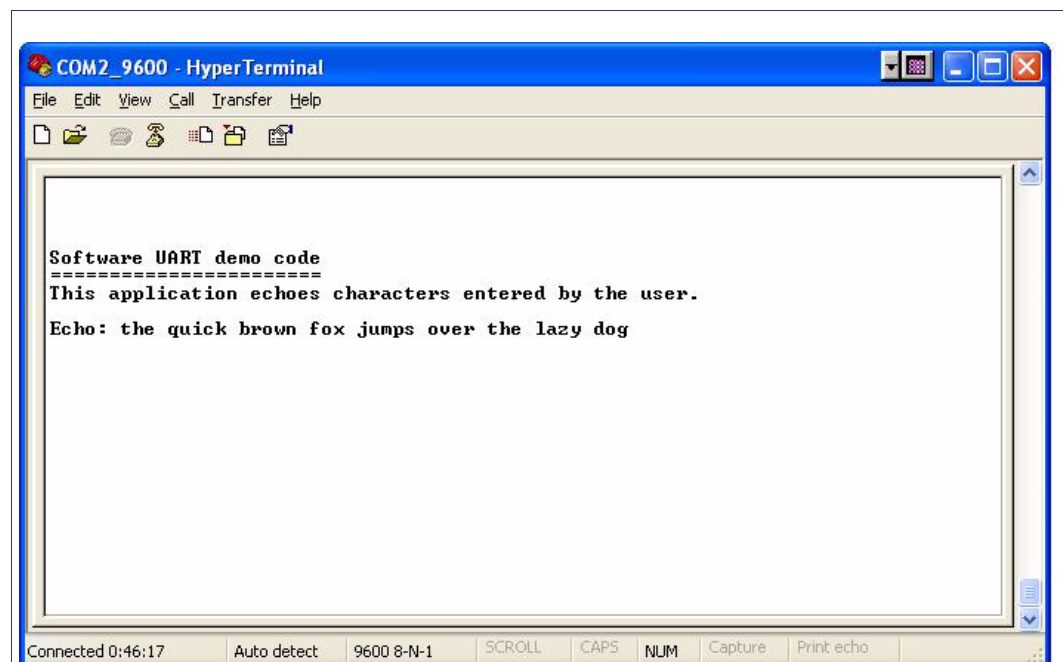 COM2_9600 - HyperTerminal
File Edit View Call Transfer Help
Software UART demo code
=======================
This application echoes characters entered by the user.
Echo: the quick brown fox jumps over the lazy dog
Connected 0:46:17 Auto detect 9600 8-N-1 SCROLL CAPS NUM Capture Print echo